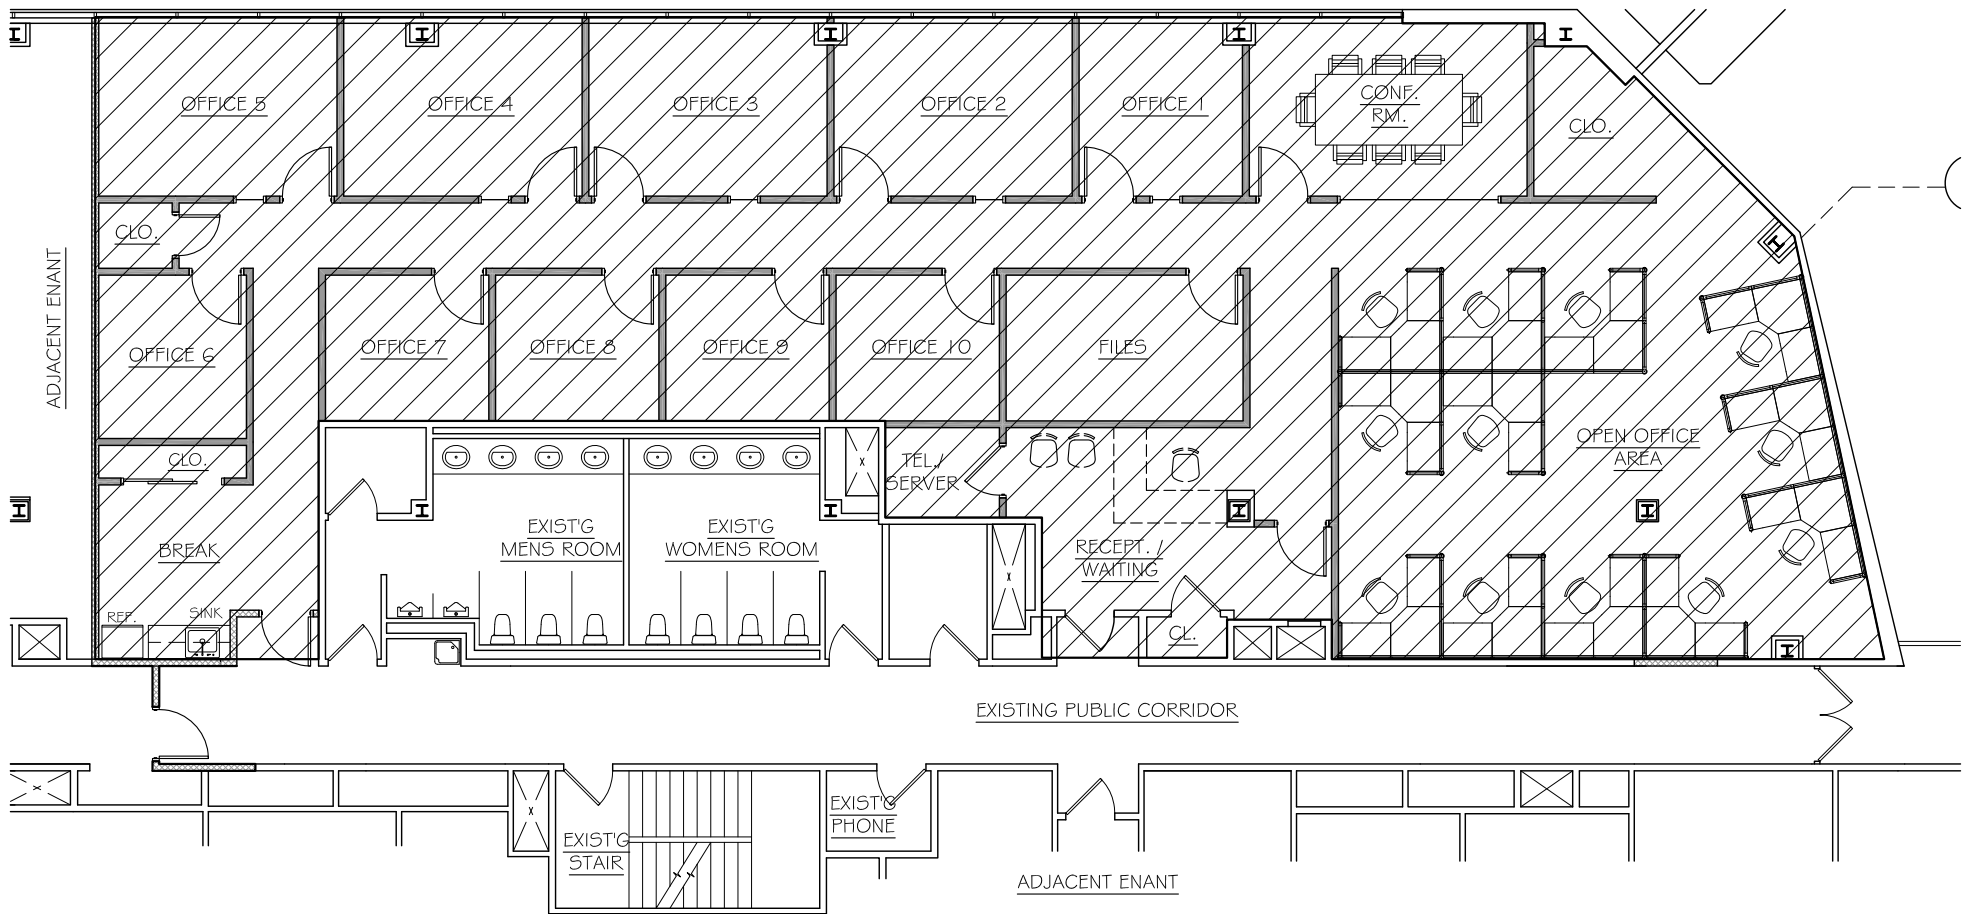 OFFICE 5
OFFICE 4
OFFICE 3
OFFICE 2
OFFICE 1
CONF.
RM.
CLO.
CLO.
ADJACENT ENANT
OFFICE 6
OFFICE 7
OFFICE 8
OFFICE 9
OFFICE 10
FILES
CLO.
TEL./
SERVER
OPEN OFFICE
AREA
BREAK
EXIST'G
MENS ROOM
EXIST'G
WOMENS ROOM
RECEPT. /
WAITING
REF.
SINK
CL.
EXISTING PUBLIC CORRIDOR
EXIST'G
PHONE
EXIST'G
STAIR
ADJACENT ENANT